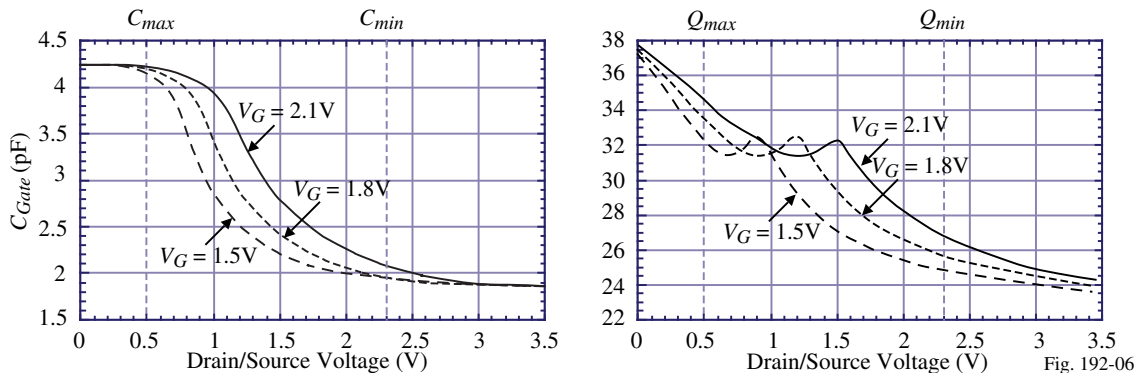 C_max C_min
4.5
4
3.5
3
2.5
2
1.5
C_Gate (pF)
V_G = 2.1V
V_G = 1.8V
V_G = 1.5V
0 0.5 1.0 1.5 2 2.5 3.0 3.5
Drain/Source Voltage (V)
Q_max Q_min
38
36
34
32
30
28
26
24
22
V_G = 2.1V
V_G = 1.8V
V_G = 1.5V
0 0.5 1.0 1.5 2 2.5 3.0 3.5
Drain/Source Voltage (V)
Fig. 192-06